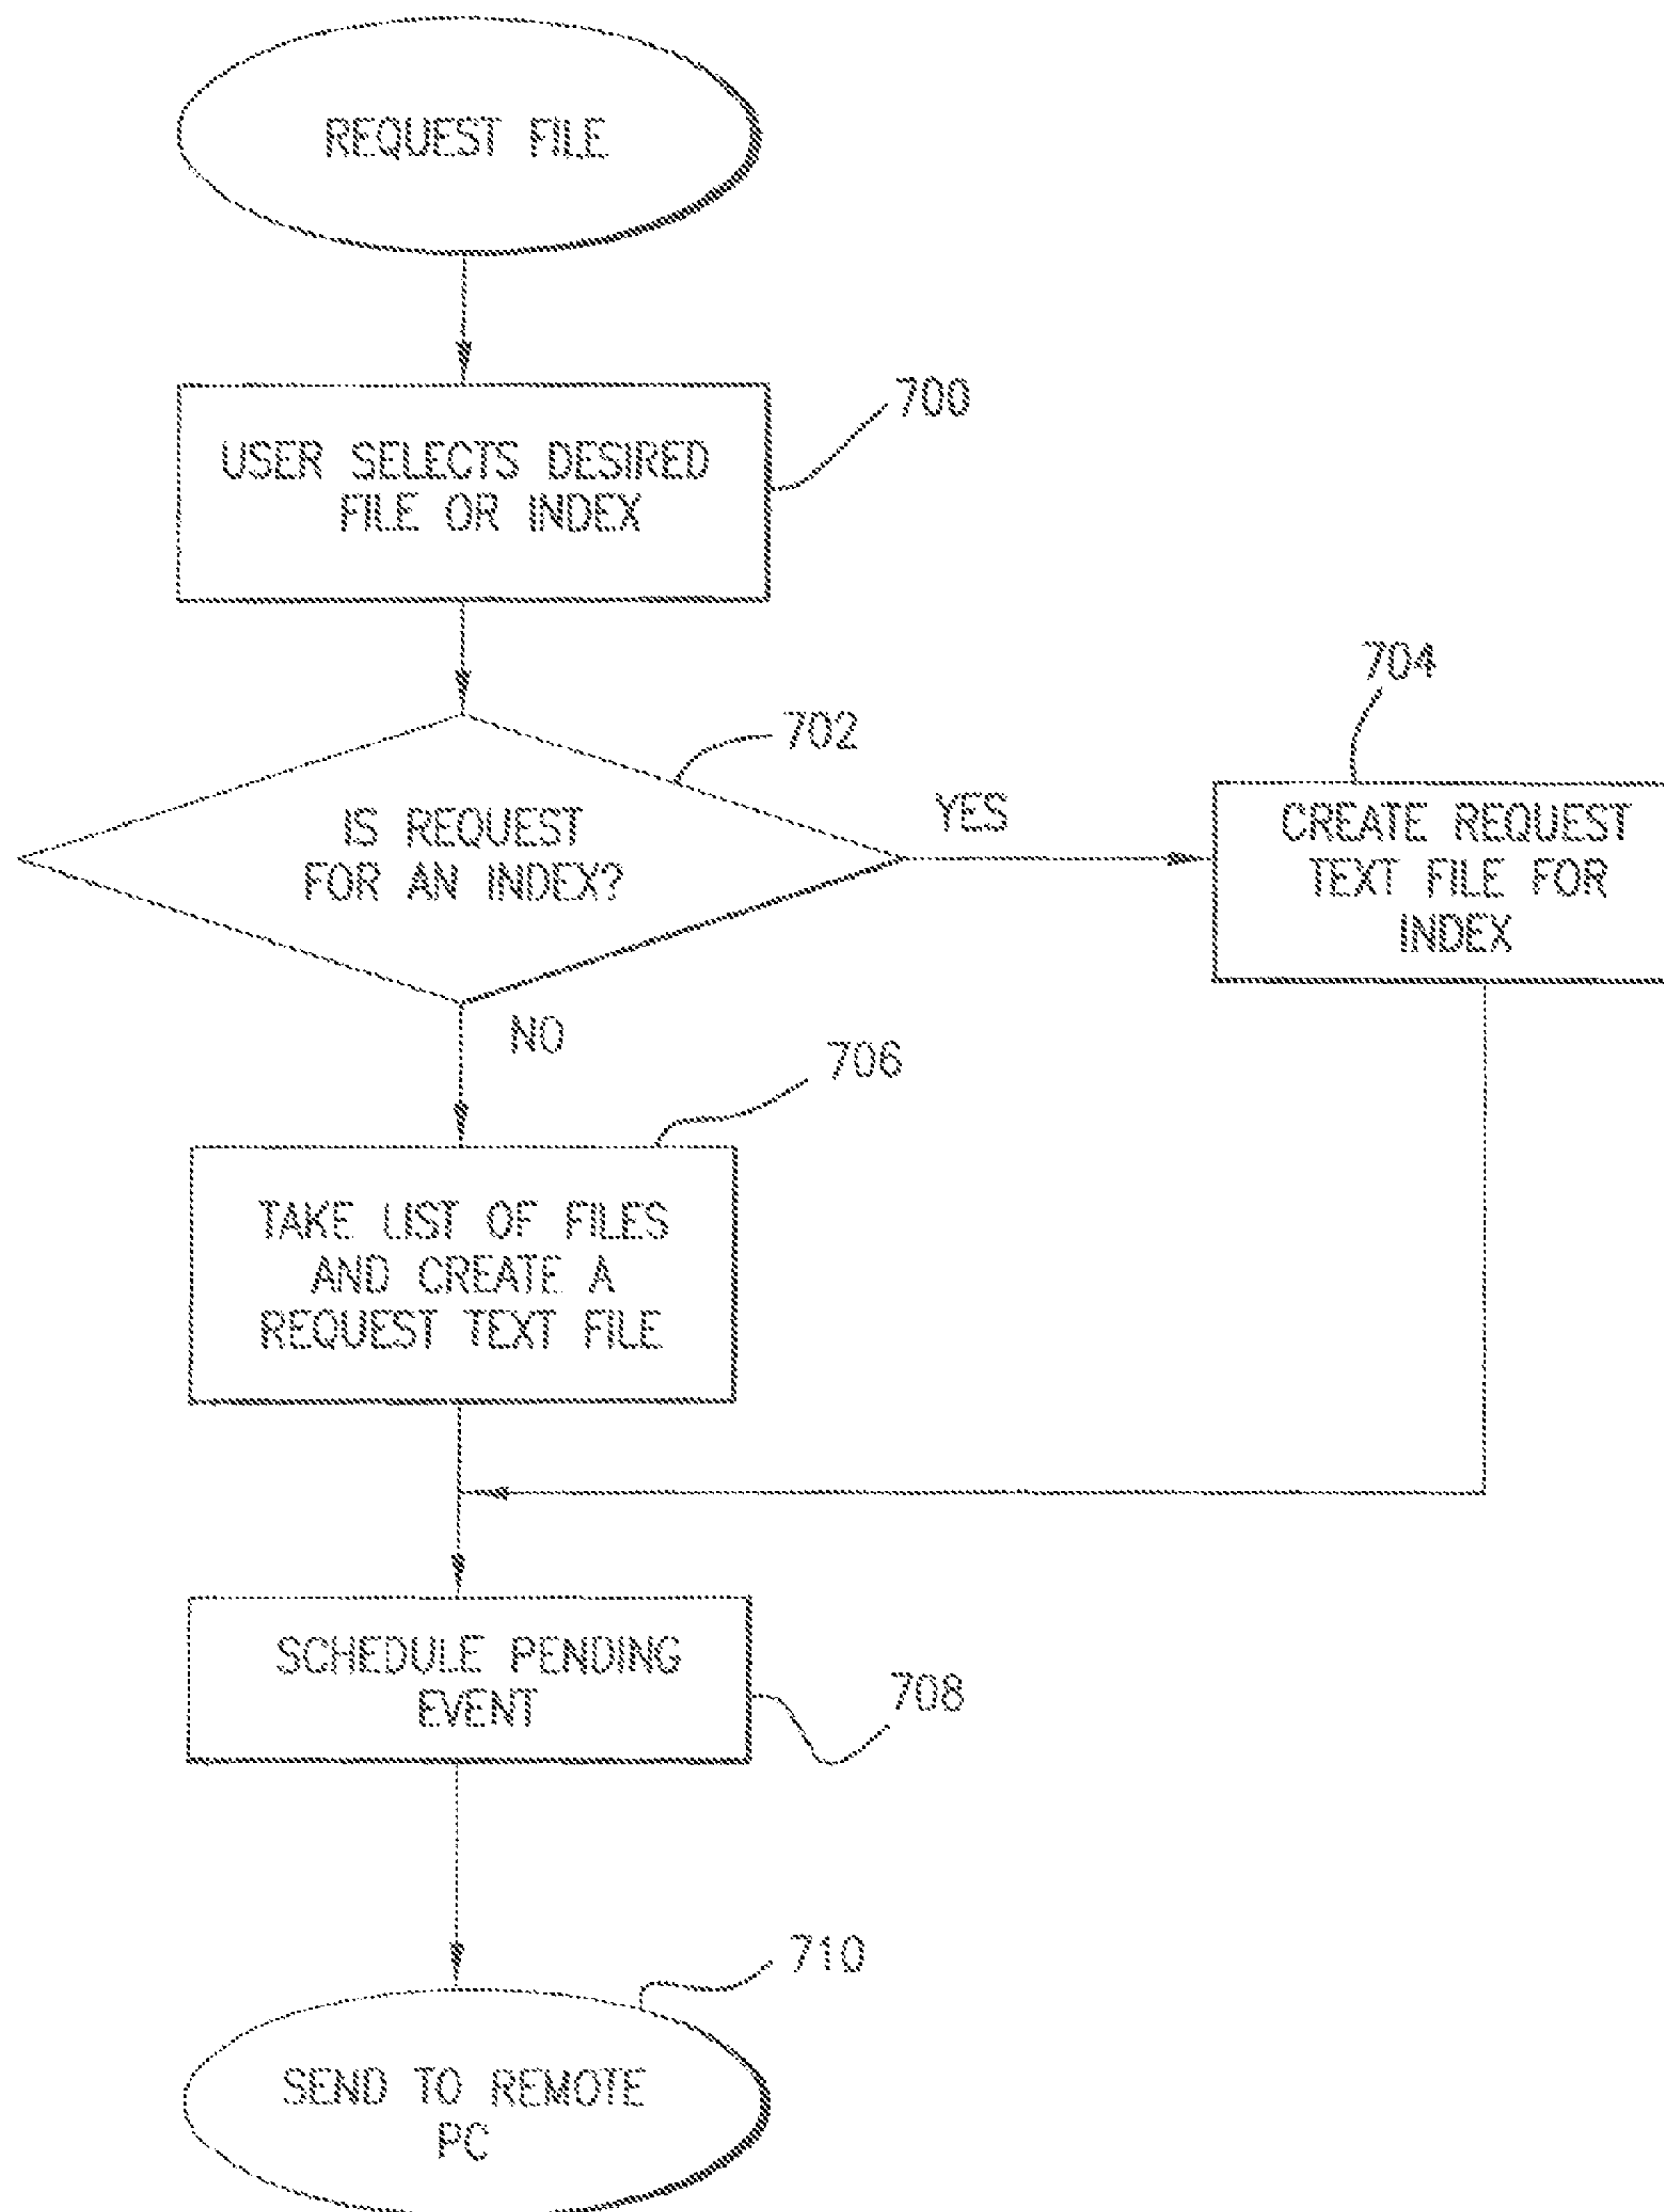 REQUEST FILE
700
USER SELECTS DESIRED
FILE OR INDEX
704
702
IS REQUEST
FOR AN INDEX?
YES
CREATE REQUEST
TEXT FILE FOR
INDEX
NO
706
TAKE LIST OF FILES
AND CREATE A
REQUEST TEXT FILE
SCHEDULE PENDING
EVENT
708
710
SEND TO REMOTE
PC